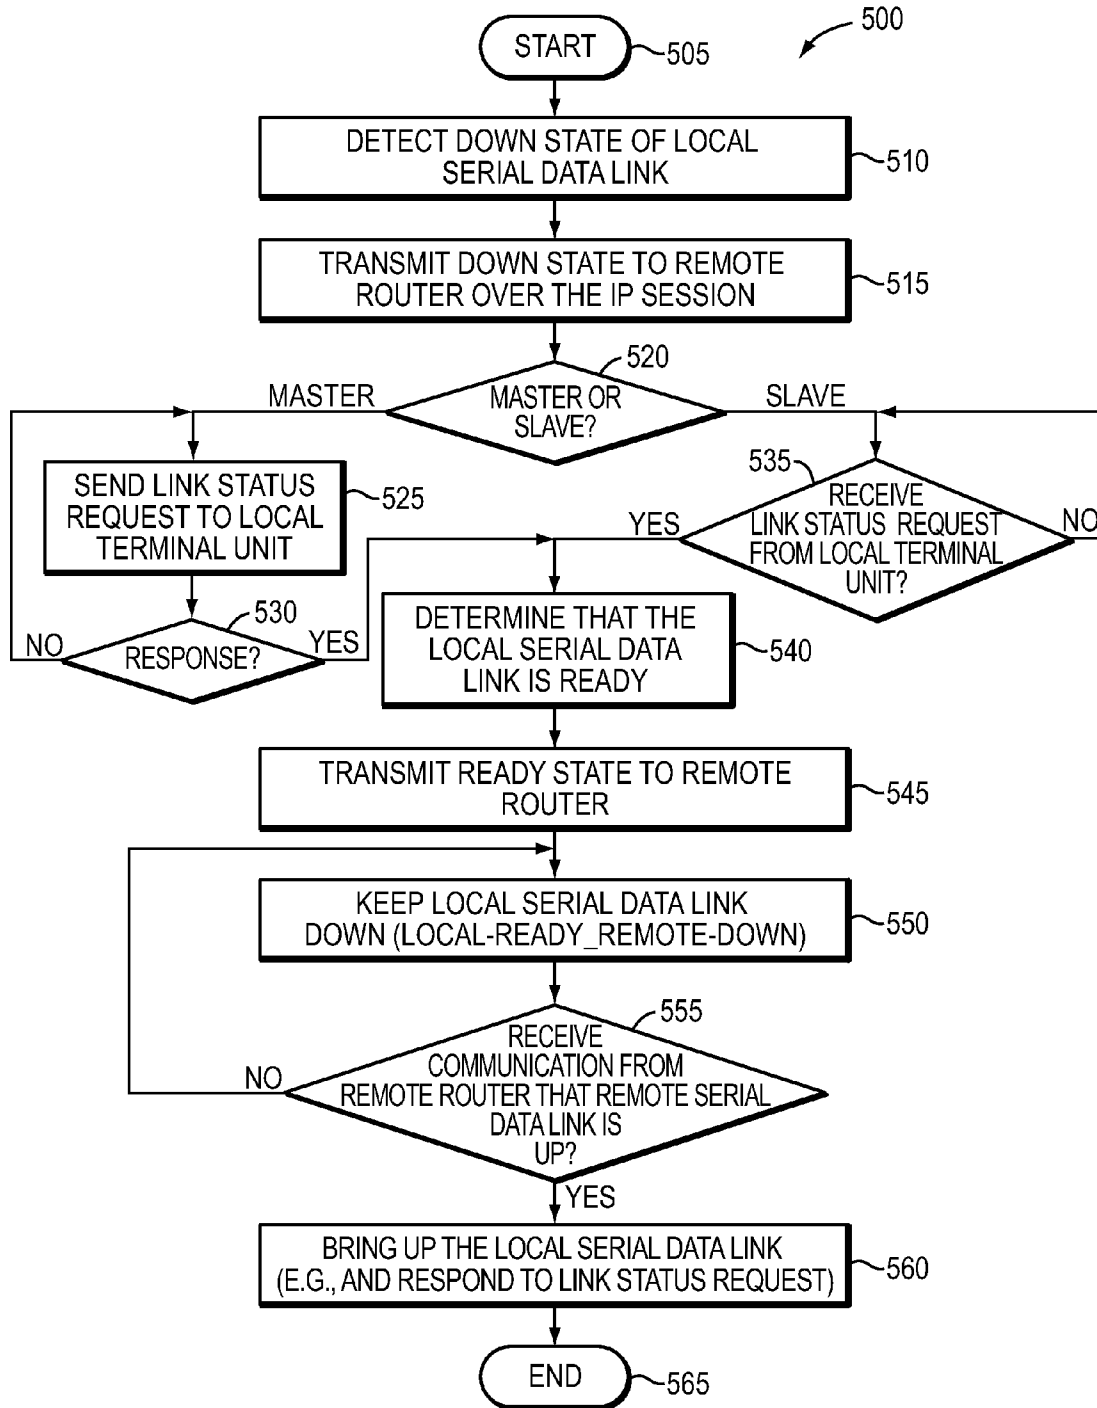 500
START
505
DETECT DOWN STATE OF LOCAL
SERIAL DATA LINK
510
TRANSMIT DOWN STATE TO REMOTE
ROUTER OVER THE IP SESSION
515
520
MASTER
MASTER OR
SLAVE?
SLAVE
SEND LINK STATUS
REQUEST TO LOCAL
TERMINAL UNIT
525
535
RECEIVE
LINK STATUS REQUEST
FROM LOCAL TERMINAL
UNIT?
YES
NO
530
RESPONSE?
NO
YES
DETERMINE THAT THE
LOCAL SERIAL DATA
LINK IS READY
540
TRANSMIT READY STATE TO REMOTE
ROUTER
545
KEEP LOCAL SERIAL DATA LINK
DOWN (LOCAL-READY_REMOTE-DOWN)
550
555
RECEIVE
COMMUNICATION FROM
REMOTE ROUTER THAT REMOTE SERIAL
DATA LINK IS
UP?
NO
YES
BRING UP THE LOCAL SERIAL DATA LINK
(E.G., AND RESPOND TO LINK STATUS REQUEST)
560
END
565